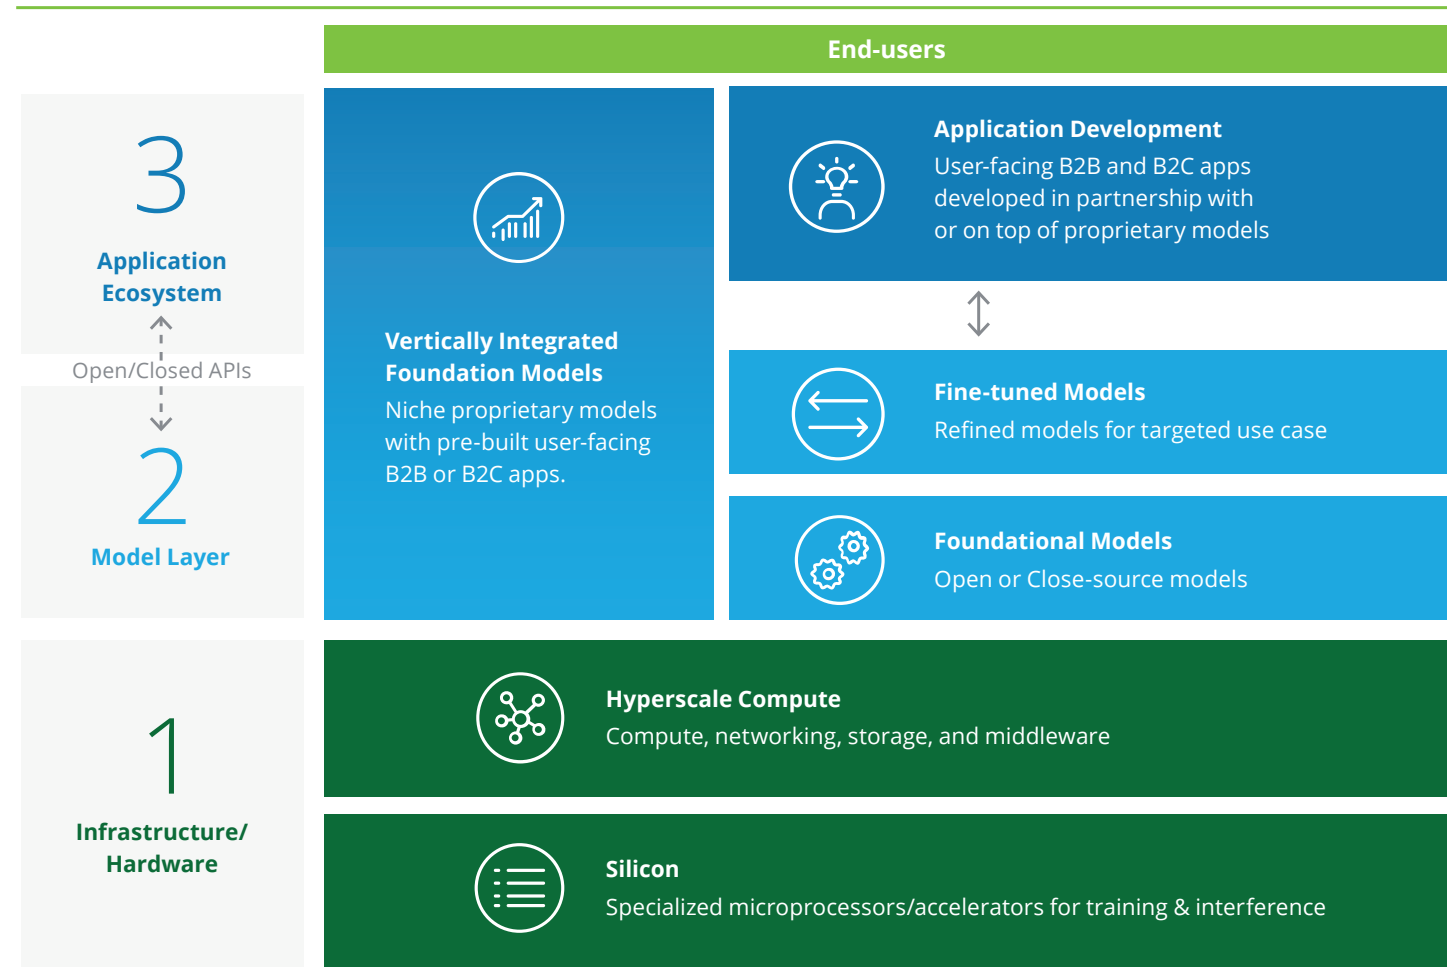 End-users
3
Application
Ecosystem
Open/Closed APIs
2
Model Layer
Vertically Integrated
Foundation Models
Niche proprietary models
with pre-built user-facing
B2B or B2C apps.
Application Development
User-facing B2B and B2C apps
developed in partnership with
or on top of proprietary models
Fine-tuned Models
Refined models for targeted use case
Foundational Models
Open or Close-source models
1
Infrastructure/
Hardware
Hyperscale Compute
Compute, networking, storage, and middleware
Silicon
Specialized microprocessors/accelerators for training & interference